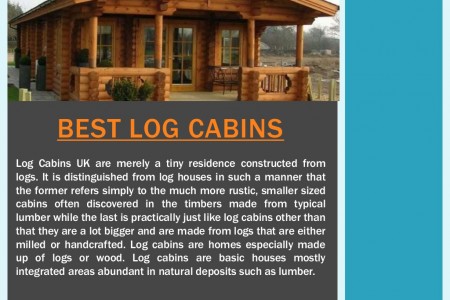 BEST LOG CABINS
Log Cabins UK are merely a tiny residence constructed from
logs. It is distinguished from log houses in such a manner that
the former refers simply to the much more rustic, smaller sized
cabins often discovered in the timbers made from typical
lumber while the last is practically just like log cabins other than
that they are a lot bigger and are made from logs that are either
milled or handcrafted. Log cabins are homes especially made
up of logs or wood. Log cabins are basic houses mostly
integrated areas abundant in natural deposits such as lumber.